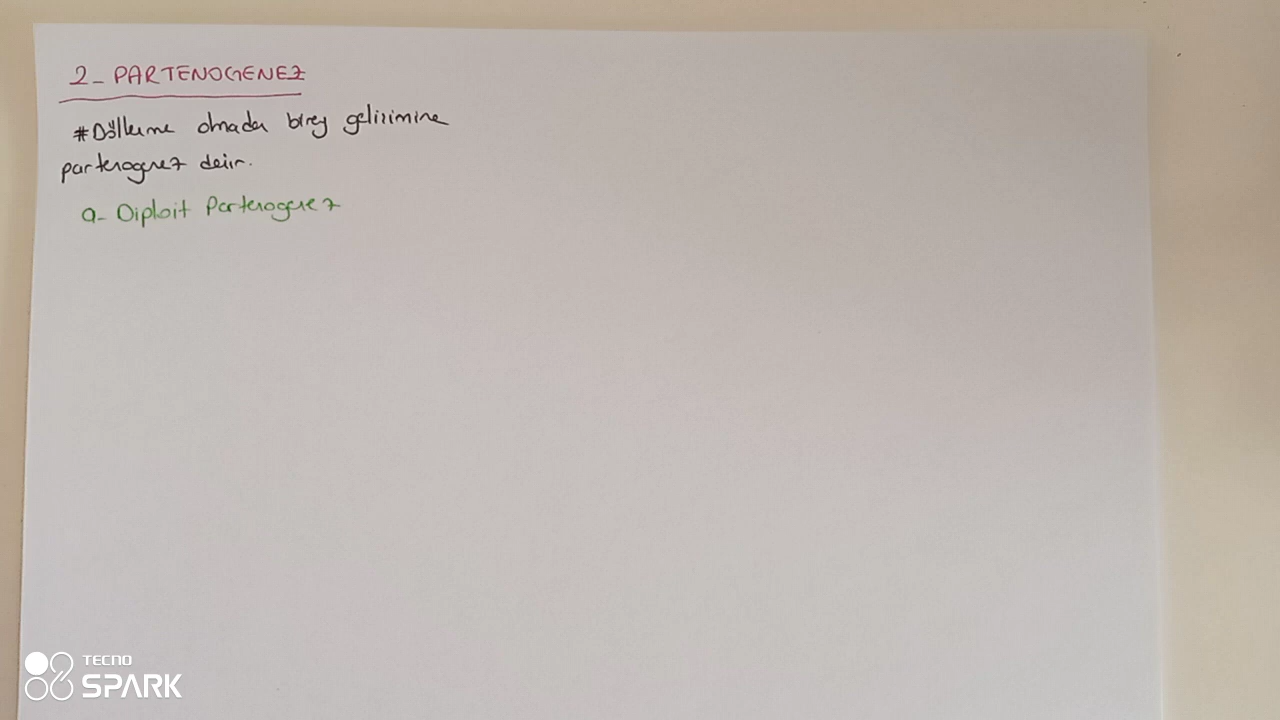 2- PARTENOGENEZ
#Döllenme olmadan birey gelişimine
partenogenez denir.
a- Diploit Partenogenez
TECNO
SPARK